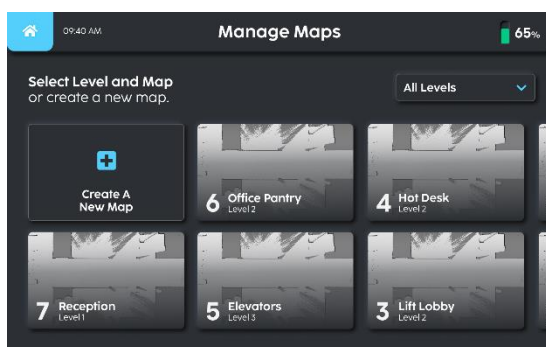 09:40 AM
Manage Maps
65%
Select Level and Map
or create a new map.
All Levels
Create A
New Map
6 Office Pantry
Level 2
4 Hot Desk
Level 2
7 Reception
Level 1
5 Elevators
Level 3
3 Lift Lobby
Level 2